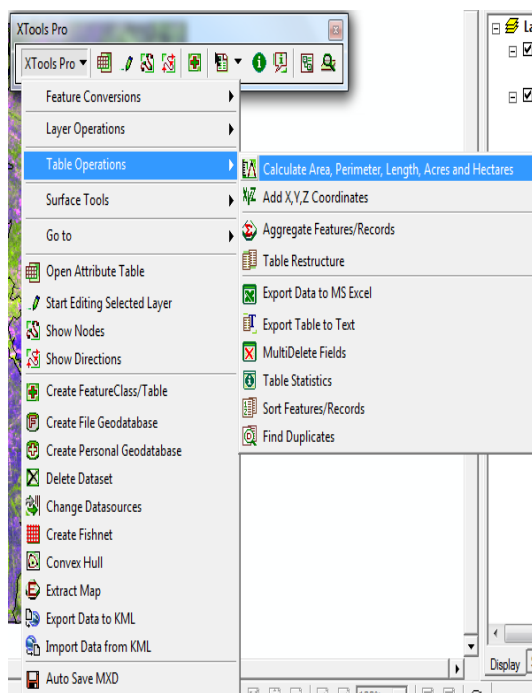 XTools Pro
XTools Pro
Feature Conversions
Layer Operations
Table Operations
Surface Tools
Go to
Open Attribute Table
Start Editing Selected Layer
Show Nodes
Show Directions
Create FeatureClass/Table
Create File Geodatabase
Create Personal Geodatabase
Delete Dataset
Change Datasources
Create Fishnet
Convex Hull
Extract Map
Export Data to KML
Import Data from KML
Auto Save MXD
Calculate Area, Perimeter, Length, Acres and Hectares
Add X,Y,Z Coordinates
Aggregate Features/Records
Table Restructure
Export Data to MS Excel
Export Table to Text
MultiDelete Fields
Table Statistics
Sort Features/Records
Find Duplicates
La
Display